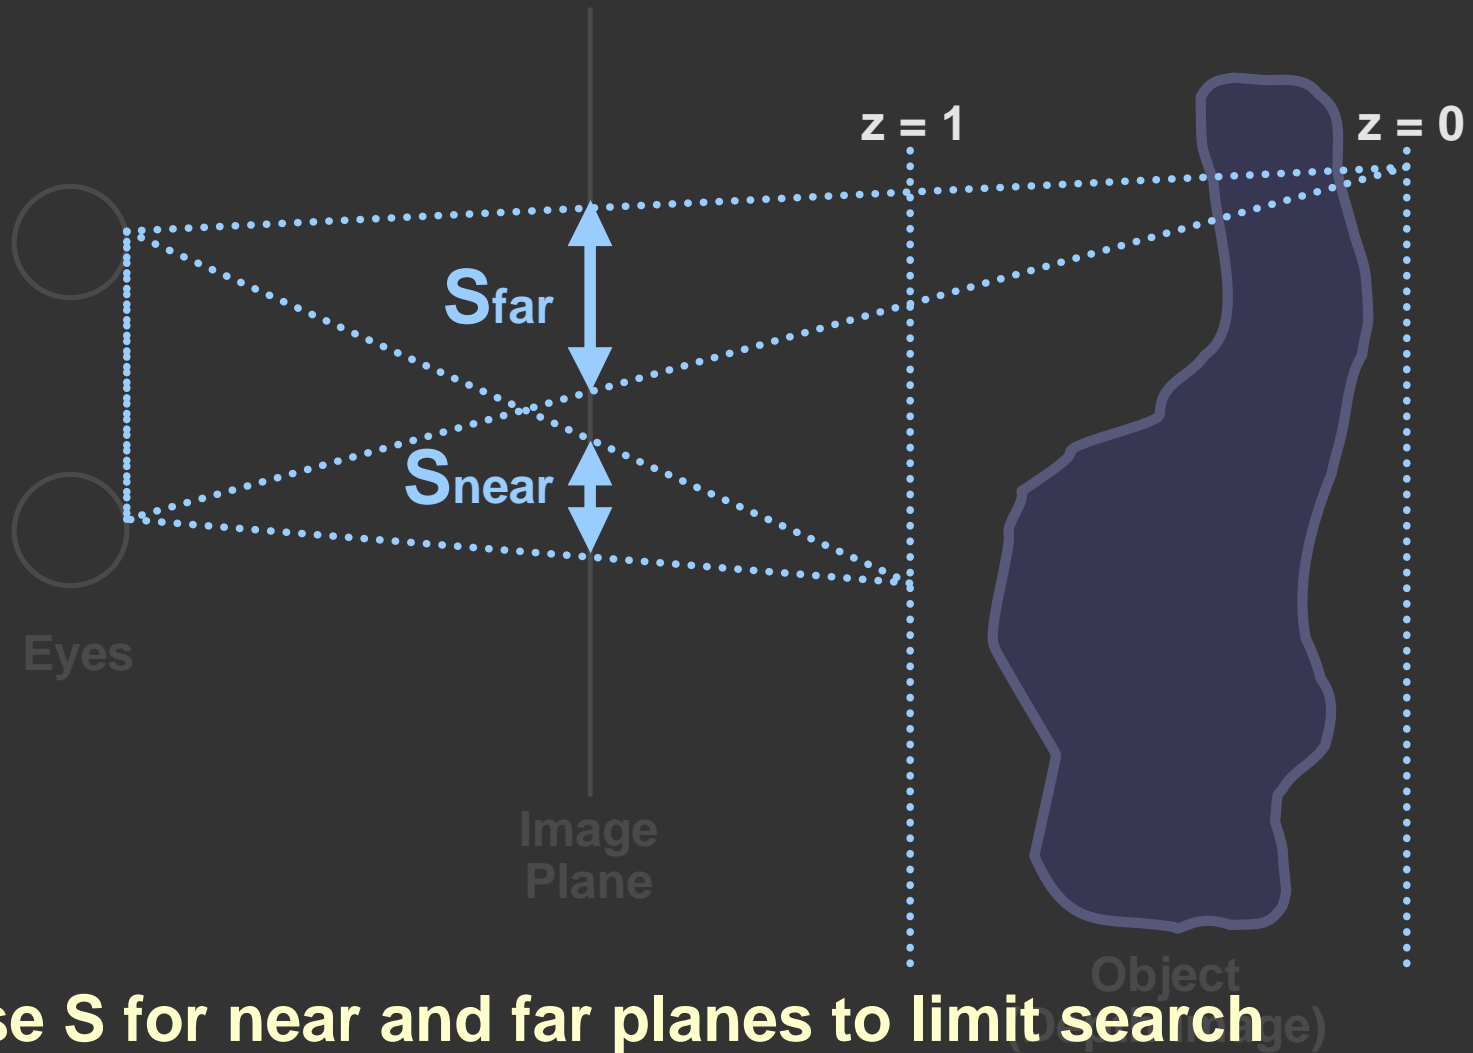 z = 1
z = 0
Sfar
Snear
Eyes
Image
Plane
Object
se S for near and far planes to limit search